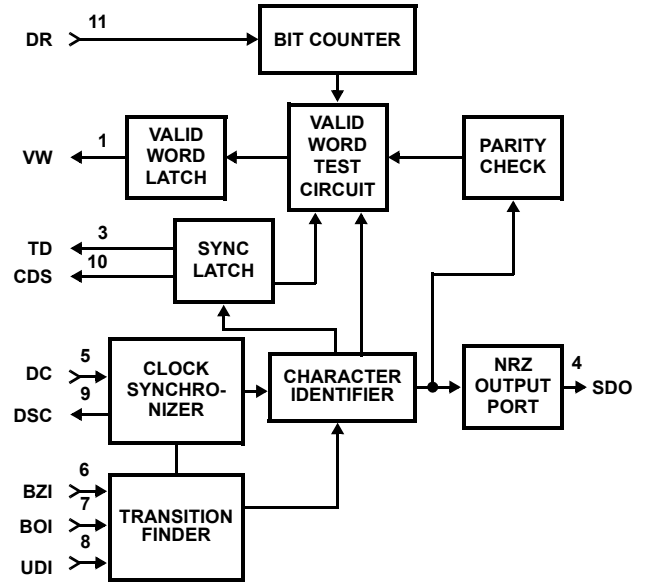 11
DR
BIT COUNTER
VALID
WORD
TEST
CIRCUIT
1
VW
VALID
WORD
LATCH
PARITY
CHECK
3
TD
10
CDS
SYNC
LATCH
5
DC
9
DSC
CLOCK
SYNCHRO-
NIZER
CHARACTER
IDENTIFIER
NRZ
OUTPUT
PORT
4
SDO
6
BZI
7
BOI
8
UDI
TRANSITION
FINDER